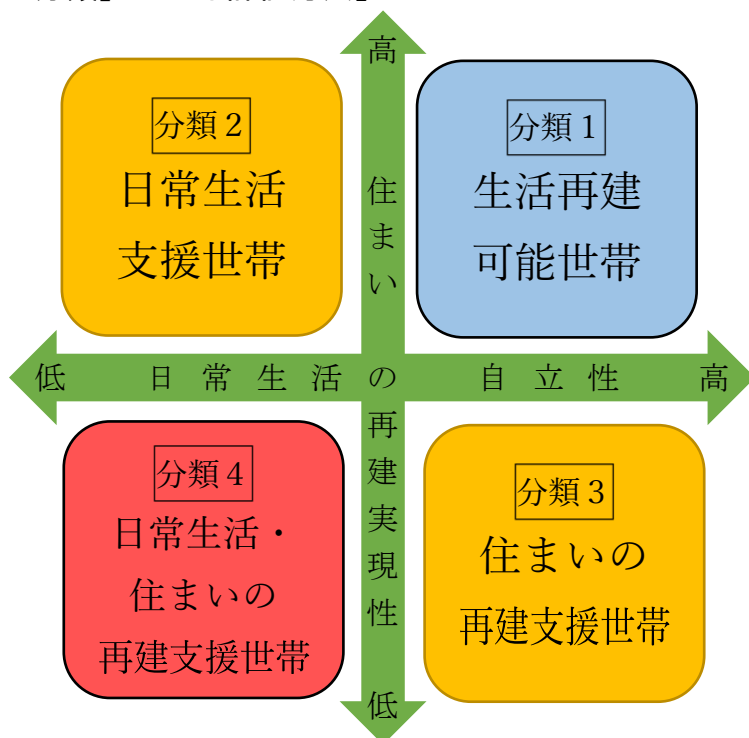 高
分類２
日常生活
支援世帯
分類１
生活再建
可能世帯
住まいの再建実現性
低 日常生活の自立性 高
分類４
日常生活・
住まいの
再建支援世帯
分類３
住まいの
再建支援世帯
低